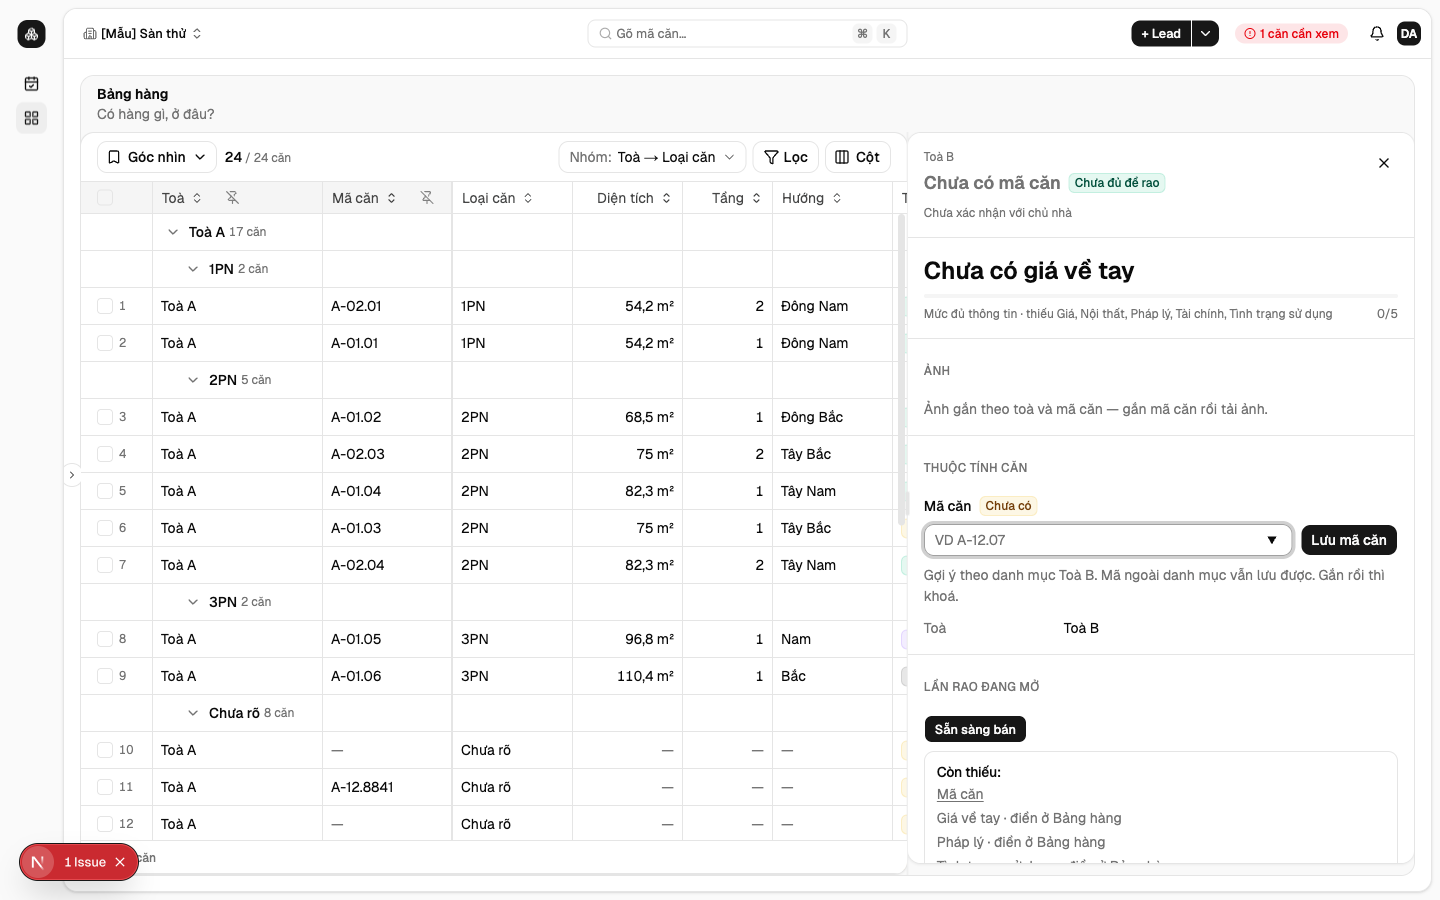 [Mẫu] Sàn thử
Gõ mã căn...
⌘ K
+ Lead
1 căn cần xem
DA
Bảng hàng
Có hàng gì, ở đâu?
Góc nhìn
24 / 24 căn
Nhóm: Toà → Loại căn
Lọc
Cột
Toà
Mã căn
Loại căn
Diện tích
Tầng
Hướng
Toà A 17 căn
1PN 2 căn
1 Toà A A-02.01 1PN 54,2 m² 2 Đông Nam
2 Toà A A-01.01 1PN 54,2 m² 1 Đông Nam
2PN 5 căn
3 Toà A A-01.02 2PN 68,5 m² 1 Đông Bắc
4 Toà A A-02.03 2PN 75 m² 2 Tây Bắc
5 Toà A A-01.04 2PN 82,3 m² 1 Tây Nam
6 Toà A A-01.03 2PN 75 m² 1 Tây Bắc
7 Toà A A-02.04 2PN 82,3 m² 2 Tây Nam
3PN 2 căn
8 Toà A A-01.05 3PN 96,8 m² 1 Nam
9 Toà A A-01.06 3PN 110,4 m² 1 Bắc
Chưa rõ 8 căn
10 Toà A — Chưa rõ — — —
11 Toà A A-12.8841 Chưa rõ — — —
12 Toà A — Chưa rõ — — —
căn
N 1 Issue
Toà B
Chưa có mã căn Chưa đủ để rao
Chưa xác nhận với chủ nhà
Chưa có giá về tay
Mức đủ thông tin · thiếu Giá, Nội thất, Pháp lý, Tài chính, Tình trạng sử dụng 0/5
ẢNH
Ảnh gắn theo toà và mã căn — gắn mã căn rồi tải ảnh.
THUỘC TÍNH CĂN
Mã căn Chưa có
VD A-12.07
Lưu mã căn
Gợi ý theo danh mục Toà B. Mã ngoài danh mục vẫn lưu được. Gắn rồi thì
khoá.
Toà Toà B
LẦN RAO ĐANG MỞ
Sẵn sàng bán
Còn thiếu:
Mã căn
Giá về tay · điền ở Bảng hàng
Pháp lý · điền ở Bảng hàng